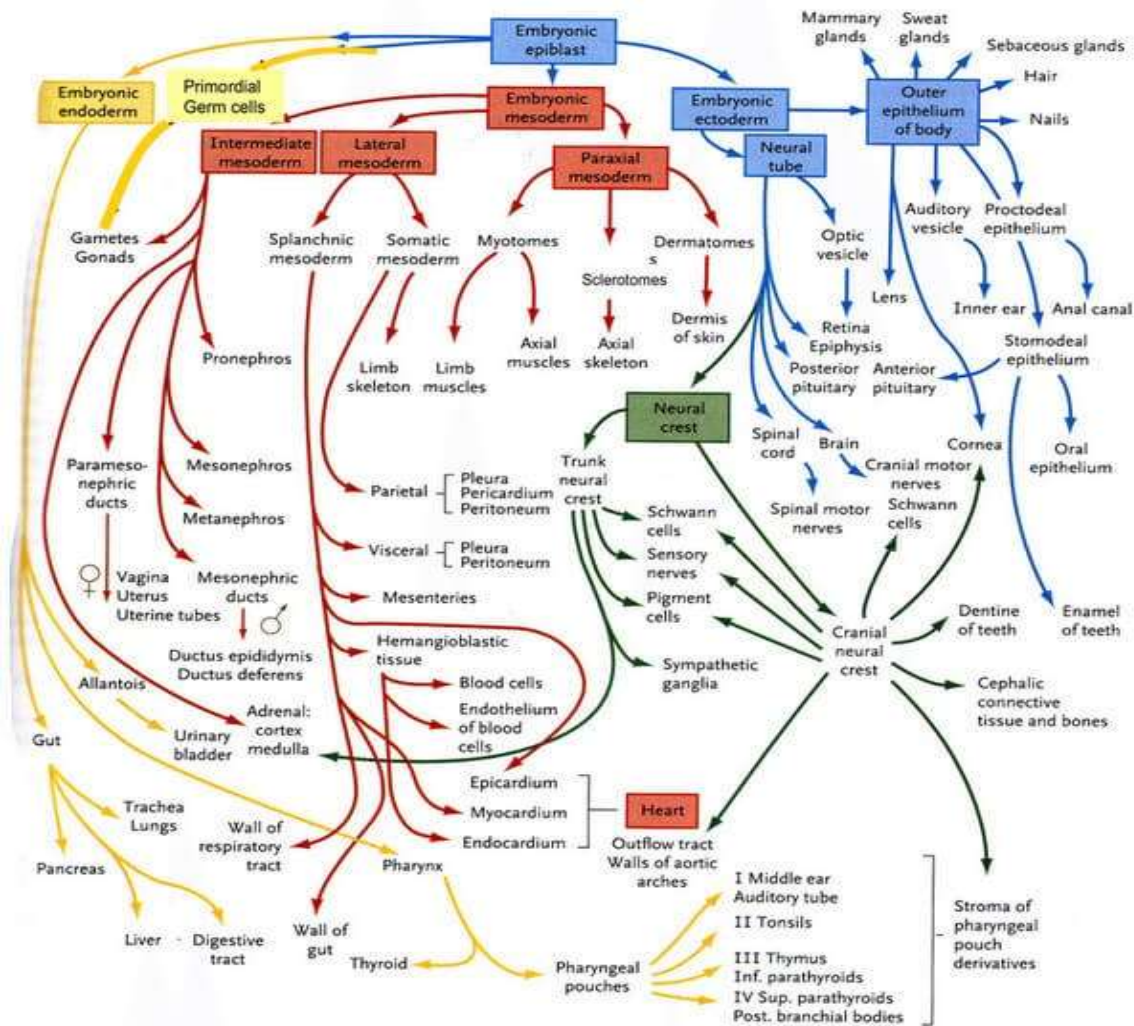 Embryonic
epiblast
Mammary
glands
Sweat
glands
Sebaceous glands
Hair
Nails
Embryonic
endoderm
Primordial
Germ cells
Embryonic
mesoderm
Embryonic
ectoderm
Outer
epithelium
of body
Intermediate
mesoderm
Lateral
mesoderm
Paraxial
mesoderm
Neural
tube
Gametes
Gonads
Splanchnic
mesoderm
Somatic
mesoderm
Myotomes
Sclerotomes
Dermatomes
s
Optic
vesicle
Auditory
vesicle
Proctodeal
epithelium
Lens
Inner ear
Anal canal
Pronephros
Limb
skeleton
Limb
muscles
Axial
muscles
Axial
skeleton
Dermis
of skin
Retina
Epiphysis
Posterior
pituitary
Anterior
pituitary
Stomodeal
epithelium
Neural
crest
Spinal
cord
Brain
Cornea
Oral
epithelium
Parameso-
nephric
ducts
Mesonephros
Metanephros
Parietal
Pleura
Pericardium
Peritoneum
Trunk
neural
crest
Cranial motor
nerves
Schwann
cells
Spinal motor
nerves
Schwann
cells
Sensory
nerves
Pigment
cells
Visceral
Pleura
Peritoneum
♀
Vagina
Uterus
Uterine tubes
Mesonephric
ducts
♂
Ductus epididymis
Ductus deferens
Mesenteries
Hemangioblastic
tissue
Blood cells
Endothelium
of blood
cells
Sympathetic
ganglia
Cranial
neural
crest
Dentine
of teeth
Enamel
of teeth
Cephalic
connective
tissue and bones
Allantois
Gut
Urinary
bladder
Adrenal:
cortex
medulla
Epicardium
Myocardium
Endocardium
Heart
Outflow tract
Walls of aortic
arches
Trachea
Lungs
Wall of
respiratory
tract
Pancreas
Pharynx
Liver - Digestive
tract
Wall of
gut
Thyroid
Pharyngeal
pouches
I Middle ear
Auditory tube
II Tonsils
III Thymus
Inf. parathyroids
IV Sup. parathyroids
Post. branchial bodies
Stroma of
pharyngeal
pouch
derivatives